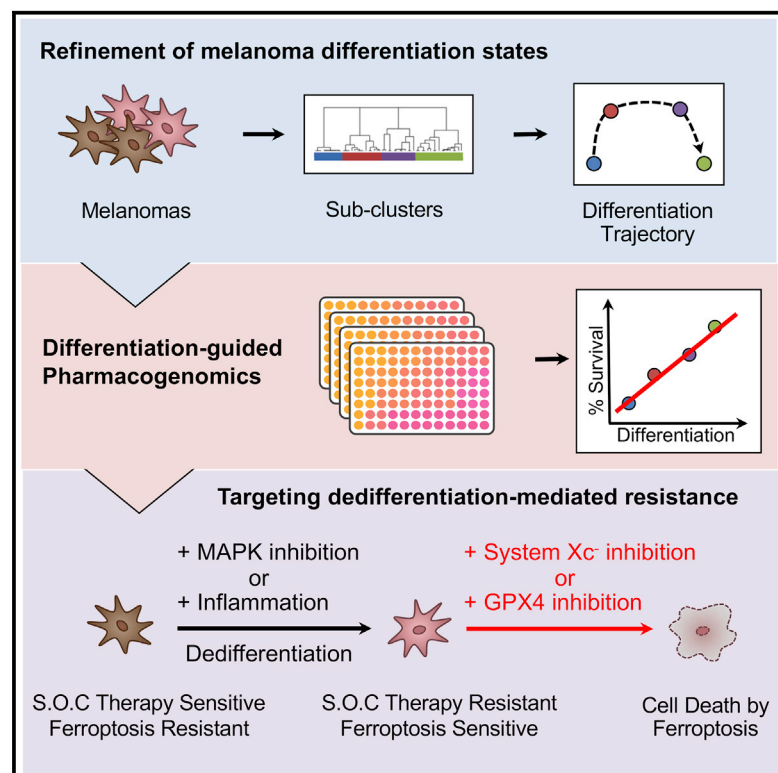 Refinement of melanoma differentiation states
Melanomas
Sub-clusters
Differentiation
Trajectory
Differentiation-guided
Pharmacogenomics
% Survival
Differentiation
Targeting dedifferentiation-mediated resistance
+ MAPK inhibition
or
+ Inflammation
Dedifferentiation
+ System Xc⁻ inhibition
or
+ GPX4 inhibition
S.O.C Therapy Sensitive
Ferroptosis Resistant
S.O.C Therapy Resistant
Ferroptosis Sensitive
Cell Death by
Ferroptosis